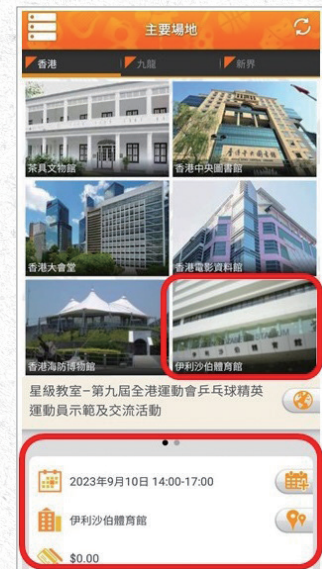 主要場地
香港
九龍
新界
茶具文物館
香港中央圖書館
香港大會堂
香港電影資料館
香港海防博物館
伊利沙伯體育館
星級教室–第九屆全港運動會乒乓球精英
運動員示範及交流活動
2023年9月10日 14:00-17:00
伊利沙伯體育館
$0.00